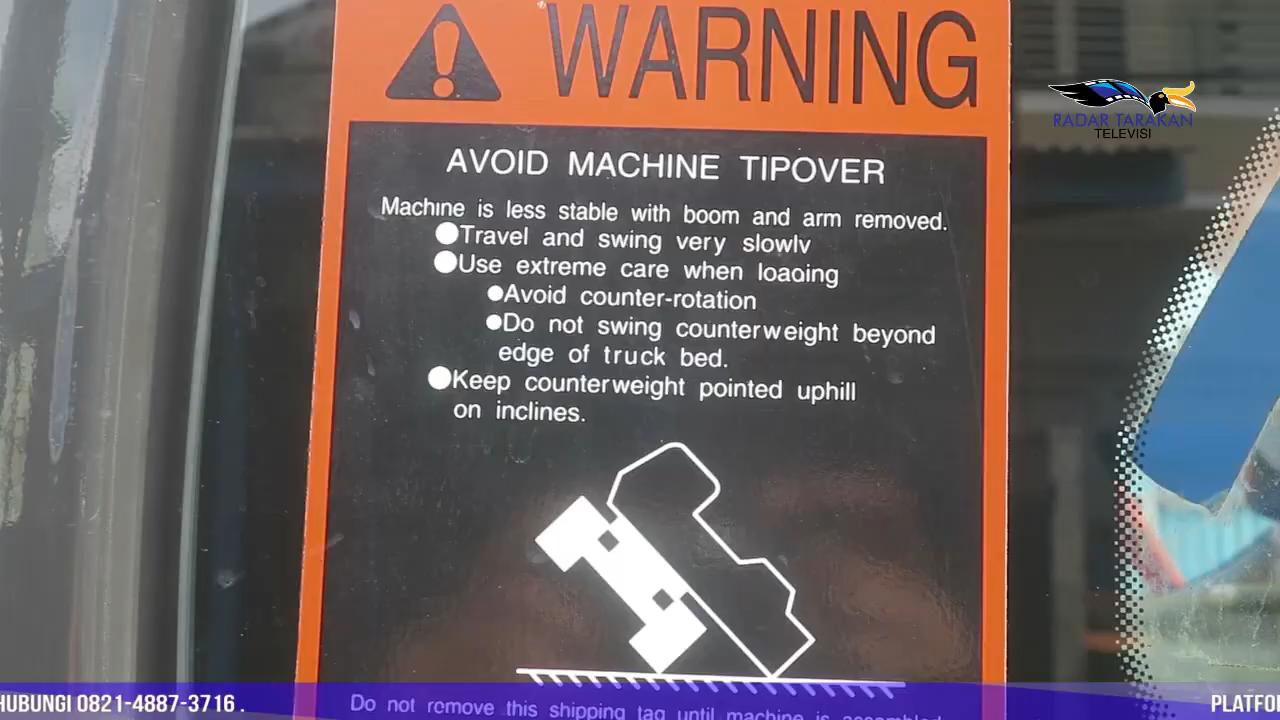 WARNING
RADAR TARAKAN
TELEVISI
AVOID MACHINE TIPOVER
Machine is less stable with boom and arm removed.
●Travel and swing very slowly
●Use extreme care when loading
●Avoid counter-rotation
●Do not swing counterweight beyond
edge of truck bed.
●Keep counterweight pointed uphill
on inclines.
Do not remove this shipping tag until machine is assembled
HUBUNGI 0821-4887-3716 .